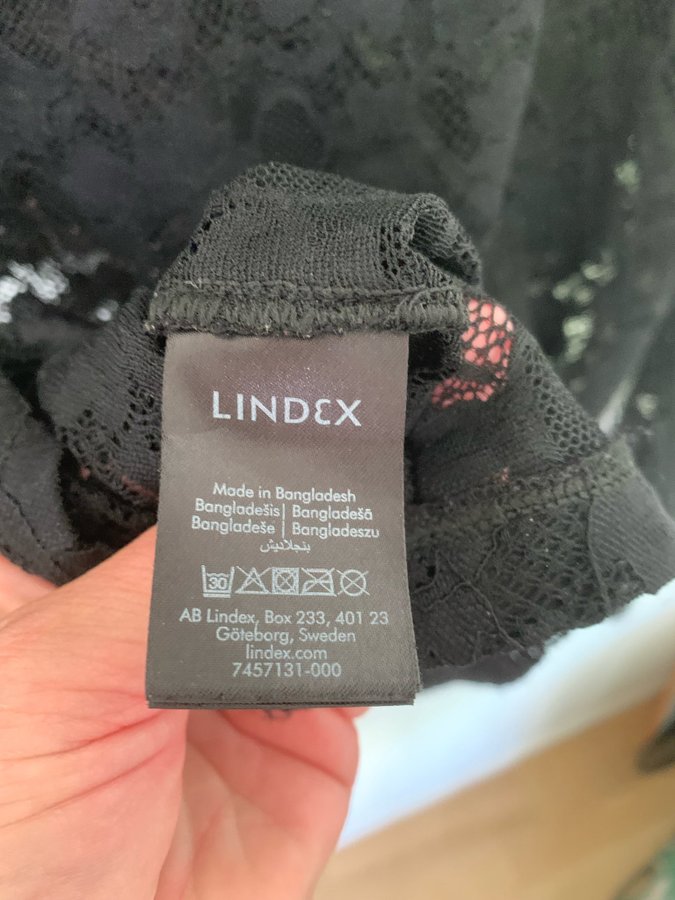 LINDEX
Made in Bangladesh
Bangladešis | Bangladešā
Bangladeše | Bangladeszu
بنجلاديش
30
AB Lindex, Box 233, 401 23
Göteborg, Sweden
lindex.com
7457131-000